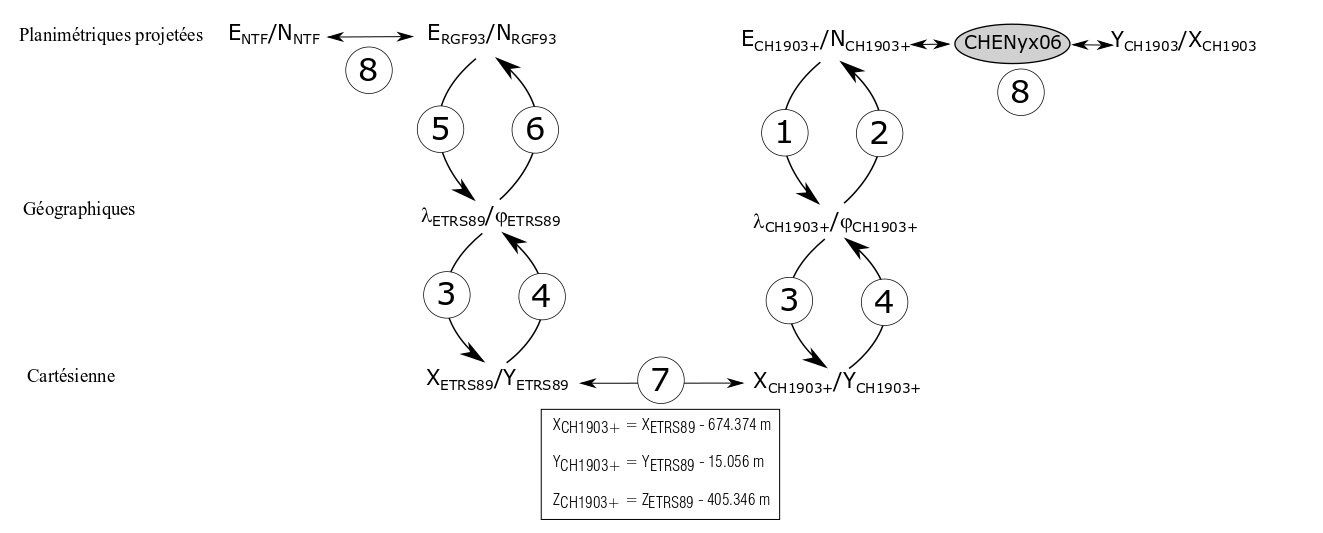 Planimétriques projetées E_NTF/N_NTF E_RGF93/N_RGF93 E_CH1903+/N_CH1903+ CHENyx06 Y_CH1903/X_CH1903
8 8
5 6 1 2
Géographiques λ_ETRS89/φ_ETRS89 λ_CH1903+/φ_CH1903+
3 4 3 4
Cartésienne X_ETRS89/Y_ETRS89 7 X_CH1903+/Y_CH1903+
X_CH1903+ = X_ETRS89 - 674.374 m
Y_CH1903+ = Y_ETRS89 - 15.056 m
Z_CH1903+ = Z_ETRS89 - 405.346 m